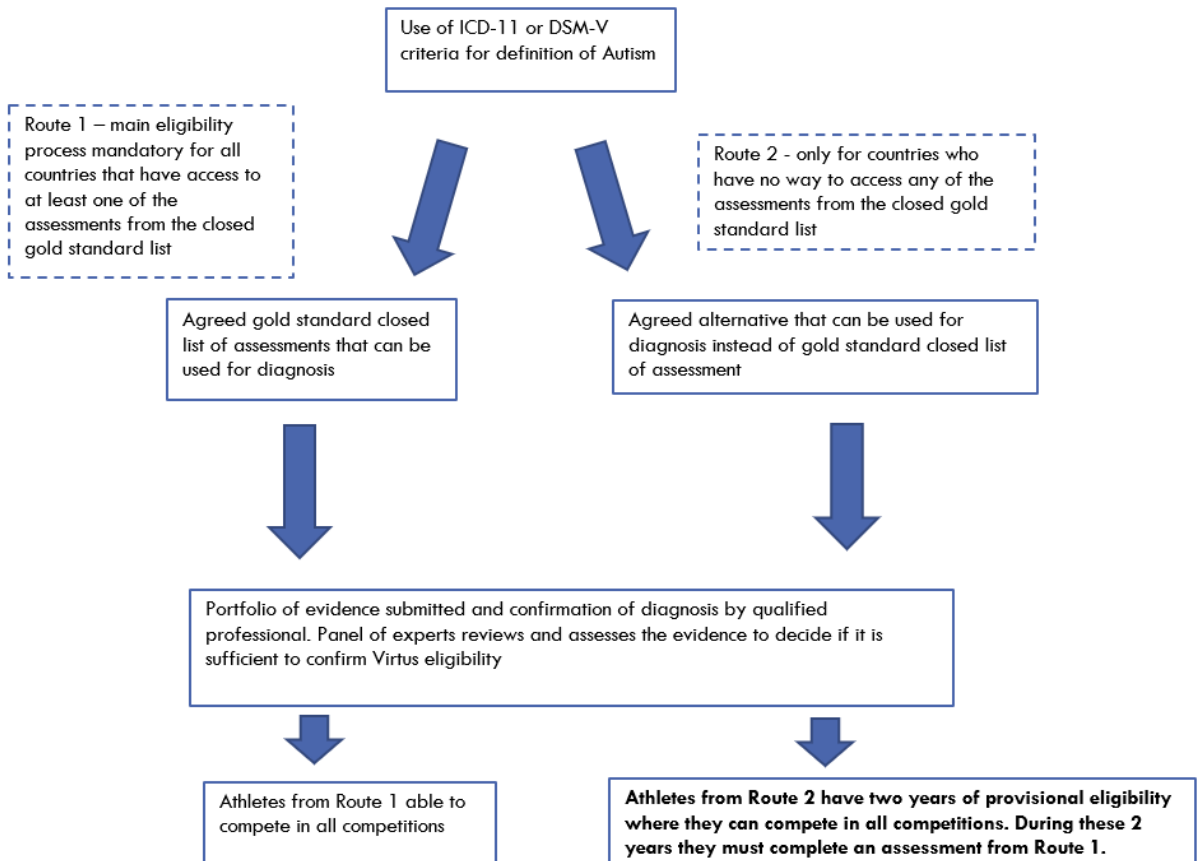 Use of ICD-11 or DSM-V
criteria for definition of Autism
Route 1 – main eligibility
process mandatory for all
countries that have access to
at least one of the
assessments from the closed
gold standard list
Route 2 - only for countries who
have no way to access any of the
assessments from the closed gold
standard list
Agreed gold standard closed
list of assessments that can be
used for diagnosis
Agreed alternative that can be used for
diagnosis instead of gold standard closed list
of assessment
Portfolio of evidence submitted and confirmation of diagnosis by qualified
professional. Panel of experts reviews and assesses the evidence to decide if it is
sufficient to confirm Virtus eligibility
Athletes from Route 1 able to
compete in all competitions
Athletes from Route 2 have two years of provisional eligibility
where they can compete in all competitions. During these 2
years they must complete an assessment from Route 1.